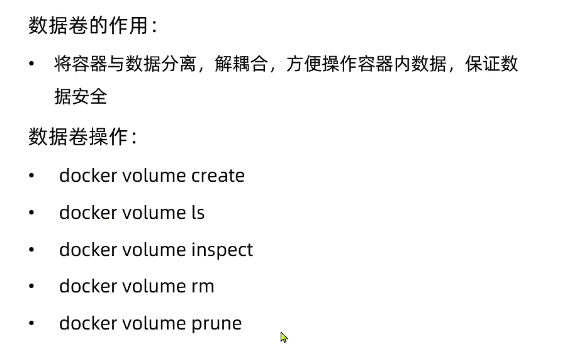 数据卷的作用：
• 将容器与数据分离，解耦合，方便操作容器内数据，保证数
据安全
数据卷操作：
• docker volume create
• docker volume ls
• docker volume inspect
• docker volume rm
• docker volume prune